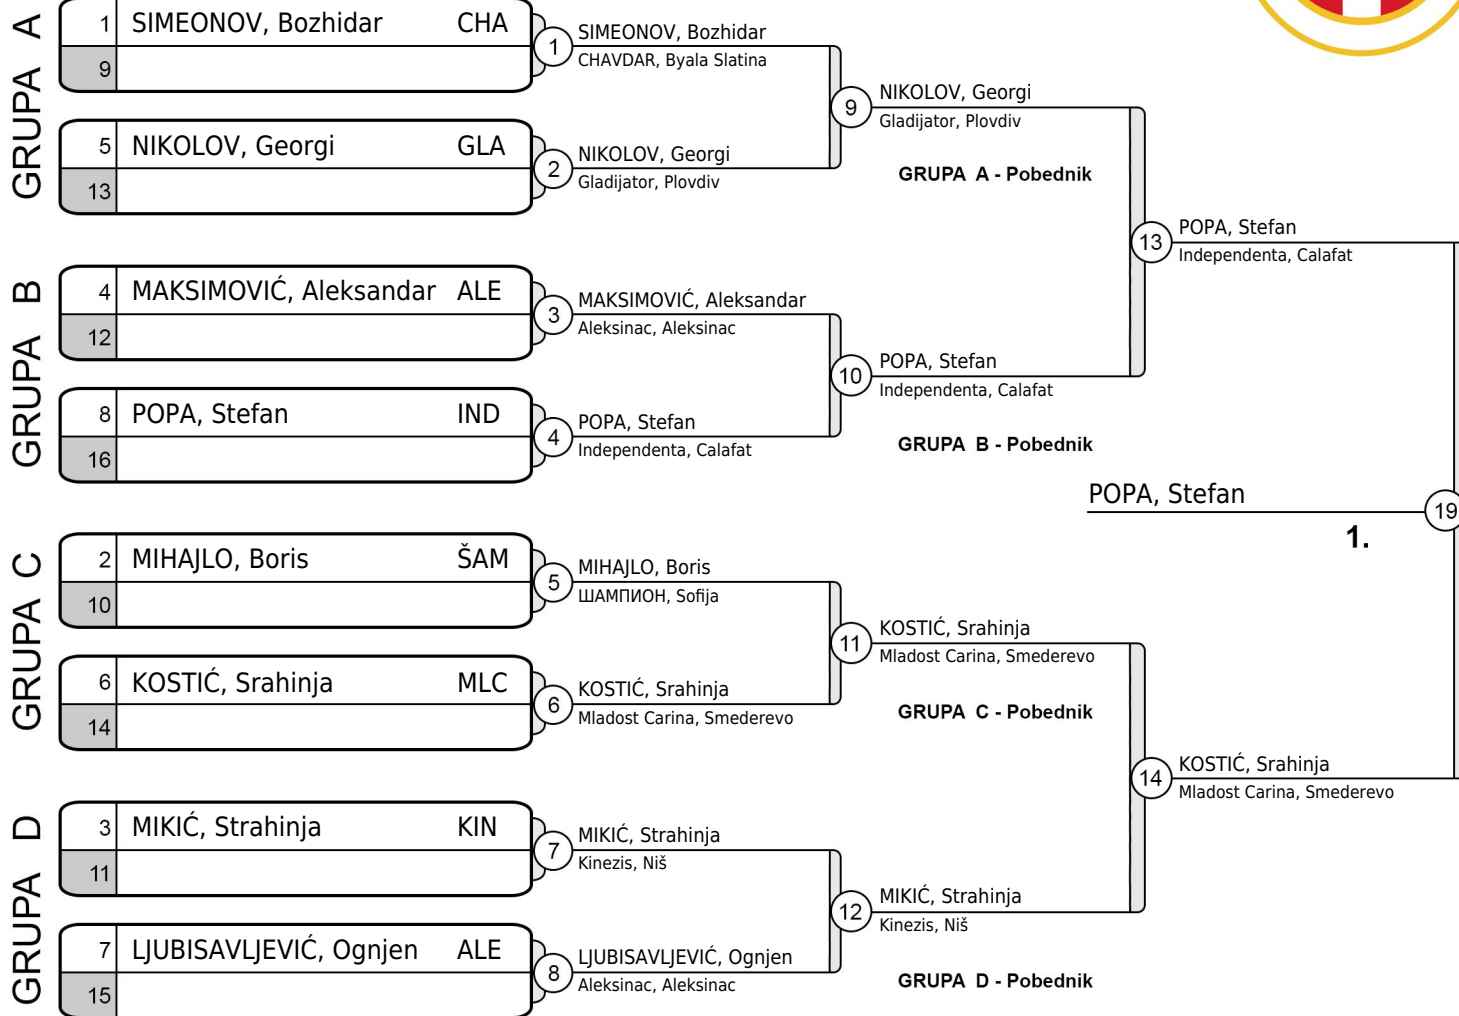 GRUPA A
1 SIMEONOV, Bozhidar CHA
9
5 NIKOLOV, Georgi GLA
13
GRUPA B
4 MAKSIMOVIĆ, Aleksandar ALE
12
8 POPA, Stefan IND
16
GRUPA C
2 MIHAJLO, Boris ŠAM
10
6 KOSTIĆ, Srahinja MLC
14
GRUPA D
3 MIKIĆ, Strahinja KIN
11
7 LJUBISAVLJEVIĆ, Ognjen ALE
15
1 SIMEONOV, Bozhidar
CHAVDAR, Byala Slatina
2 NIKOLOV, Georgi
Gladijator, Plovdiv
3 MAKSIMOVIĆ, Aleksandar
Aleksinac, Aleksinac
4 POPA, Stefan
Independenta, Calafat
5 MIHAJLO, Boris
ШАМПИОН, Sofija
6 KOSTIĆ, Srahinja
Mladost Carina, Smederevo
7 MIKIĆ, Strahinja
Kinezis, Niš
8 LJUBISAVLJEVIĆ, Ognjen
Aleksinac, Aleksinac
9 NIKOLOV, Georgi
Gladijator, Plovdiv
GRUPA A - Pobednik
10 POPA, Stefan
Independenta, Calafat
GRUPA B - Pobednik
11 KOSTIĆ, Srahinja
Mladost Carina, Smederevo
GRUPA C - Pobednik
12 MIKIĆ, Strahinja
Kinezis, Niš
GRUPA D - Pobednik
13 POPA, Stefan
Independenta, Calafat
14 KOSTIĆ, Srahinja
Mladost Carina, Smederevo
POPA, Stefan 19
1.